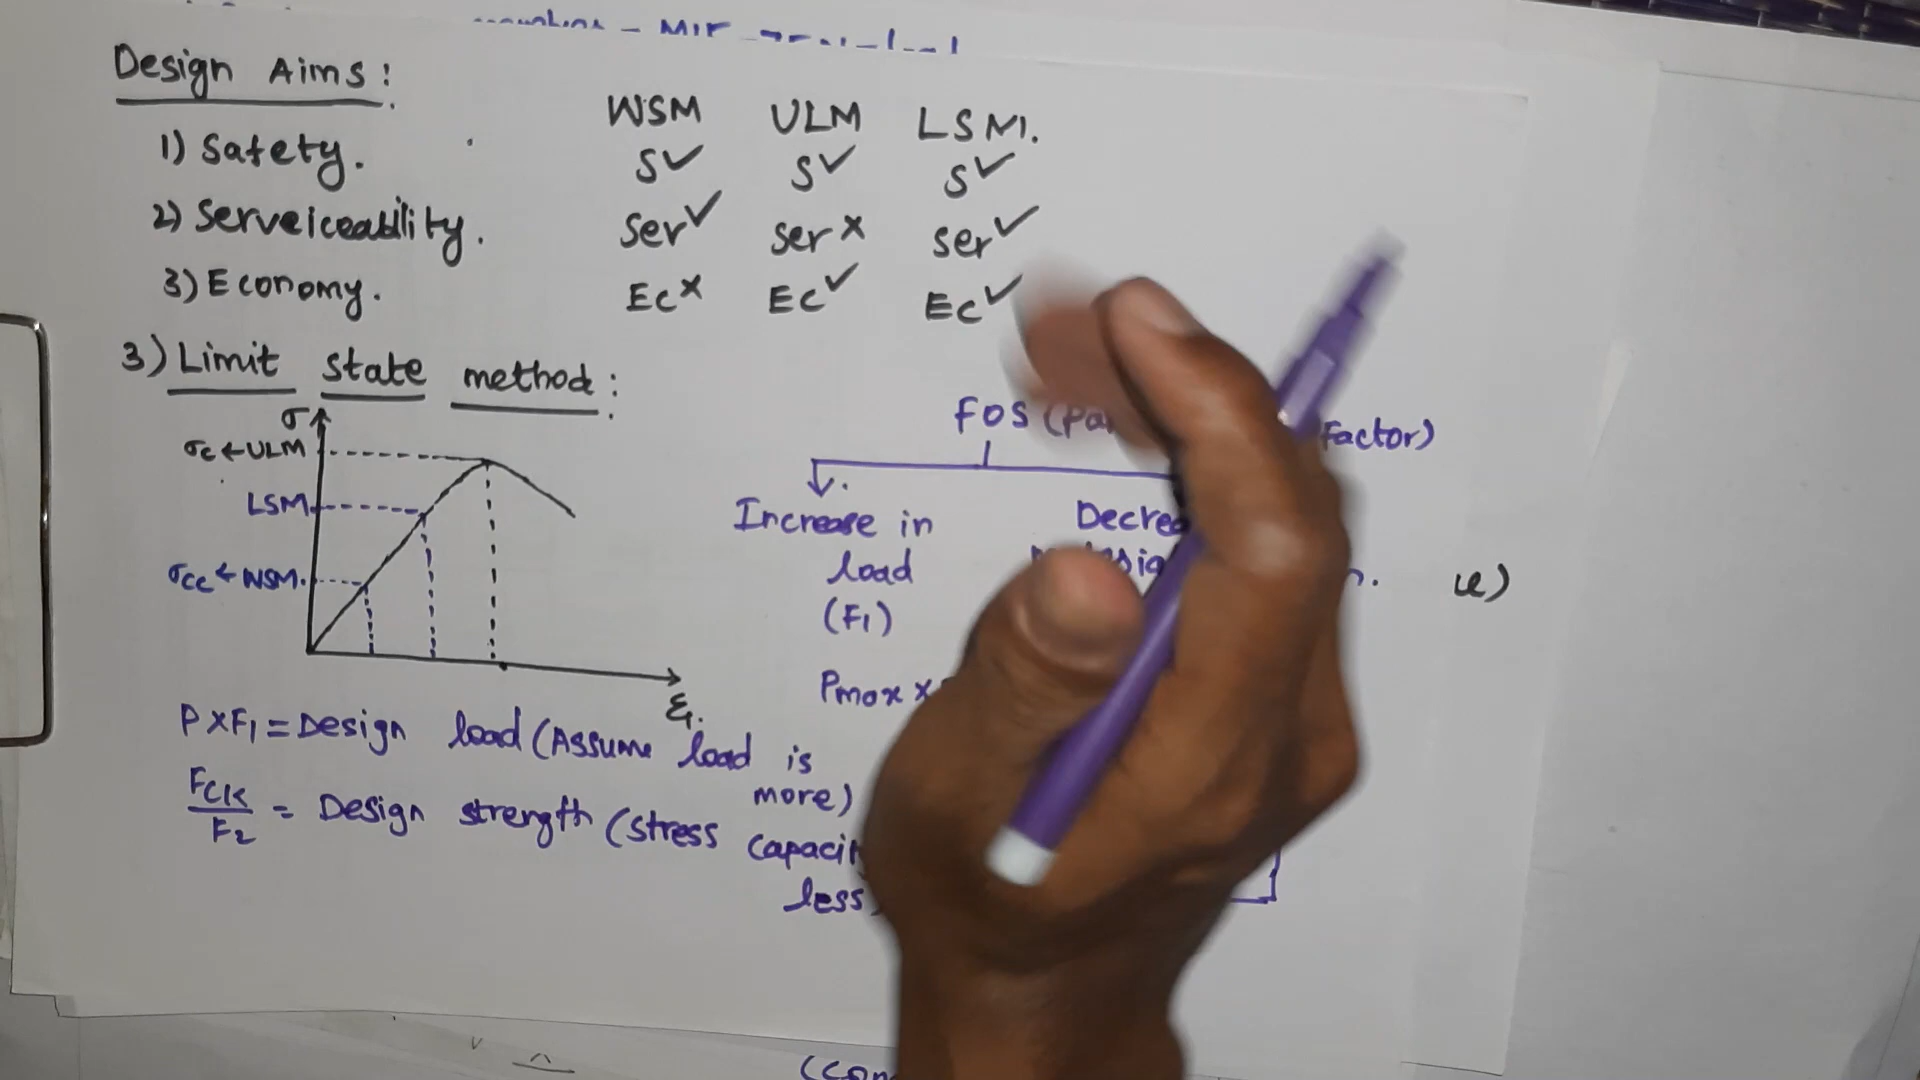 Design Aims:
1) Safety.
2) Serveiceability.
3) Economy.
WSM ULM LSM.
S✓ S✓ S✓
Ser✓ Ser× Ser✓
Ec× Ec✓ Ec✓
3) Limit state method:
σ
σc ← ULM
LSM
σcc ← WSM.
ε.
P×F1 = Design load (Assume load is
more)
Fck/F2 = Design strength (stress
less
FOS Factor)
Increase in
load
(F1)
Pmax ×